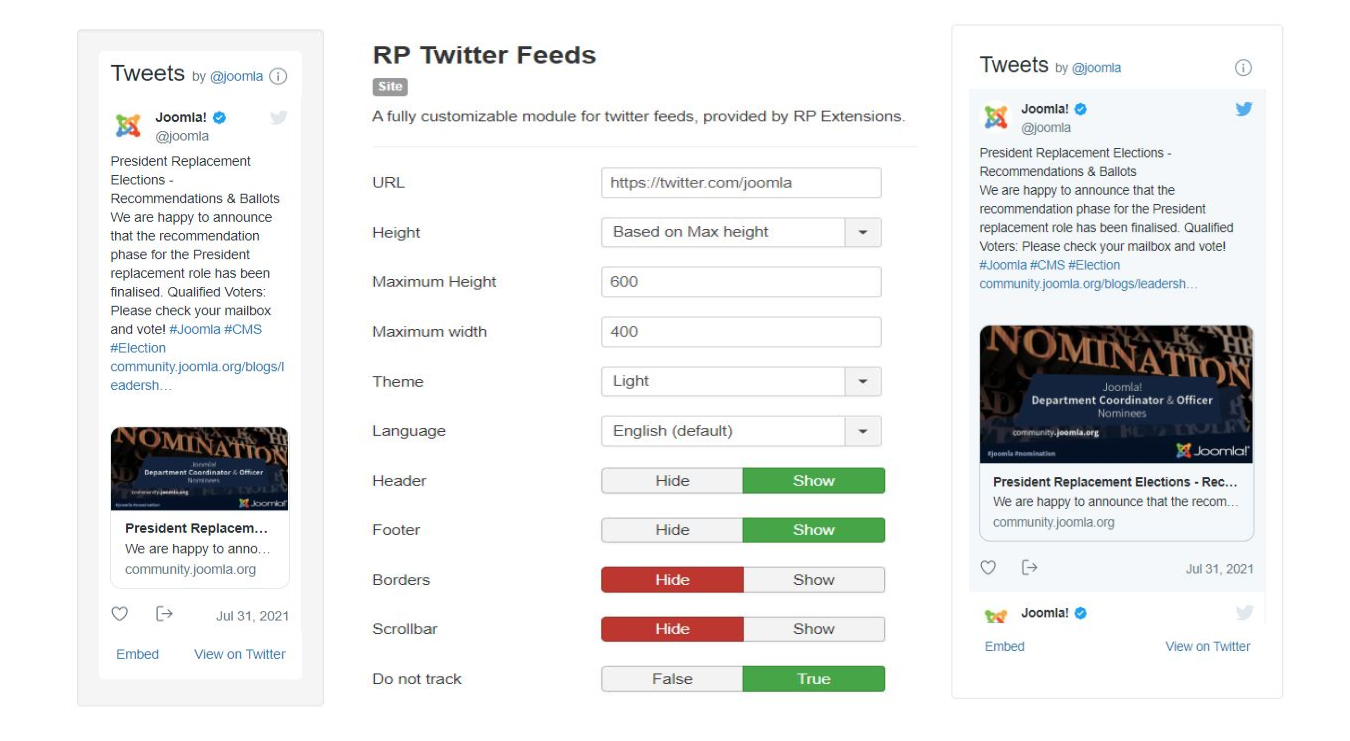 Tweets by @joomla
Joomla!
@joomla
President Replacement
Elections -
Recommendations & Ballots
We are happy to announce
that the recommendation
phase for the President
replacement role has been
finalised. Qualified Voters:
Please check your mailbox
and vote! #Joomla #CMS
#Election
community.joomla.org/blogs/l
eadersh…
NOMINATION
Joomla!
Department Coordinator & Officer
Nominees
community.joomla.org
#joomla #nomination
Joomla!
President Replacem…
We are happy to anno…
community.joomla.org
Jul 31, 2021
Embed View on Twitter
RP Twitter Feeds
Site
A fully customizable module for twitter feeds, provided by RP Extensions.
URL https://twitter.com/joomla
Height Based on Max height
Maximum Height 600
Maximum width 400
Theme Light
Language English (default)
Header Hide Show
Footer Hide Show
Borders Hide Show
Scrollbar Hide Show
Do not track False True
Tweets by @joomla
Joomla!
@joomla
President Replacement Elections -
Recommendations & Ballots
We are happy to announce that the
recommendation phase for the President
replacement role has been finalised. Qualified
Voters: Please check your mailbox and vote!
#Joomla #CMS #Election
community.joomla.org/blogs/leadersh…
NOMINATION
Joomla!
Department Coordinator & Officer
Nominees
community.joomla.org
#joomla #nomination
Joomla!
President Replacement Elections - Rec…
We are happy to announce that the recom…
community.joomla.org
Jul 31, 2021
Joomla!
Embed View on Twitter